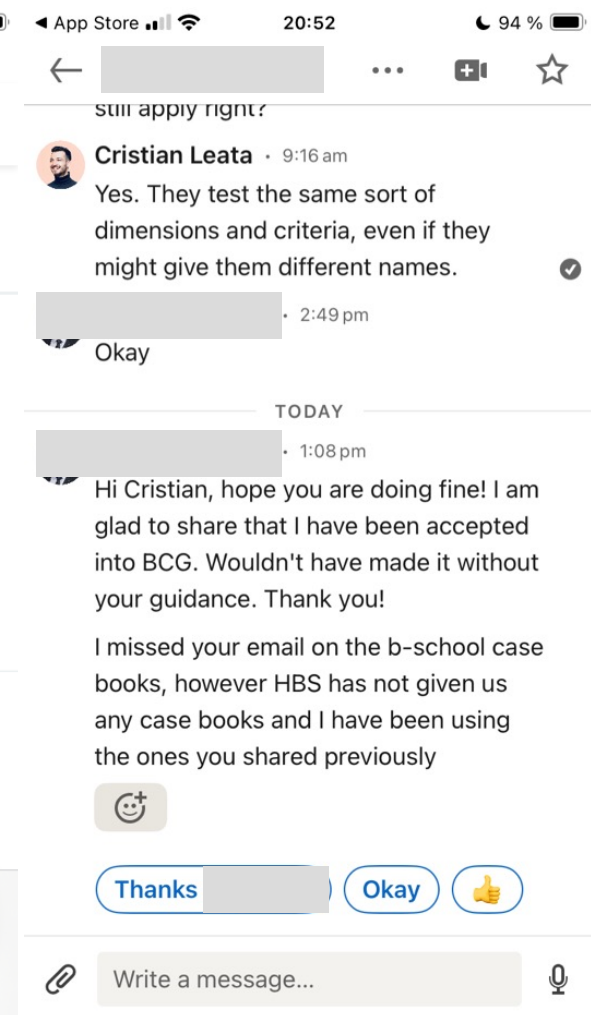 App Store 20:52 94 %
still apply right?
Cristian Leata • 9:16 am
Yes. They test the same sort of
dimensions and criteria, even if they
might give them different names.
• 2:49 pm
Okay
TODAY
• 1:08 pm
Hi Cristian, hope you are doing fine! I am
glad to share that I have been accepted
into BCG. Wouldn't have made it without
your guidance. Thank you!
I missed your email on the b-school case
books, however HBS has not given us
any case books and I have been using
the ones you shared previously
Thanks Okay
Write a message...